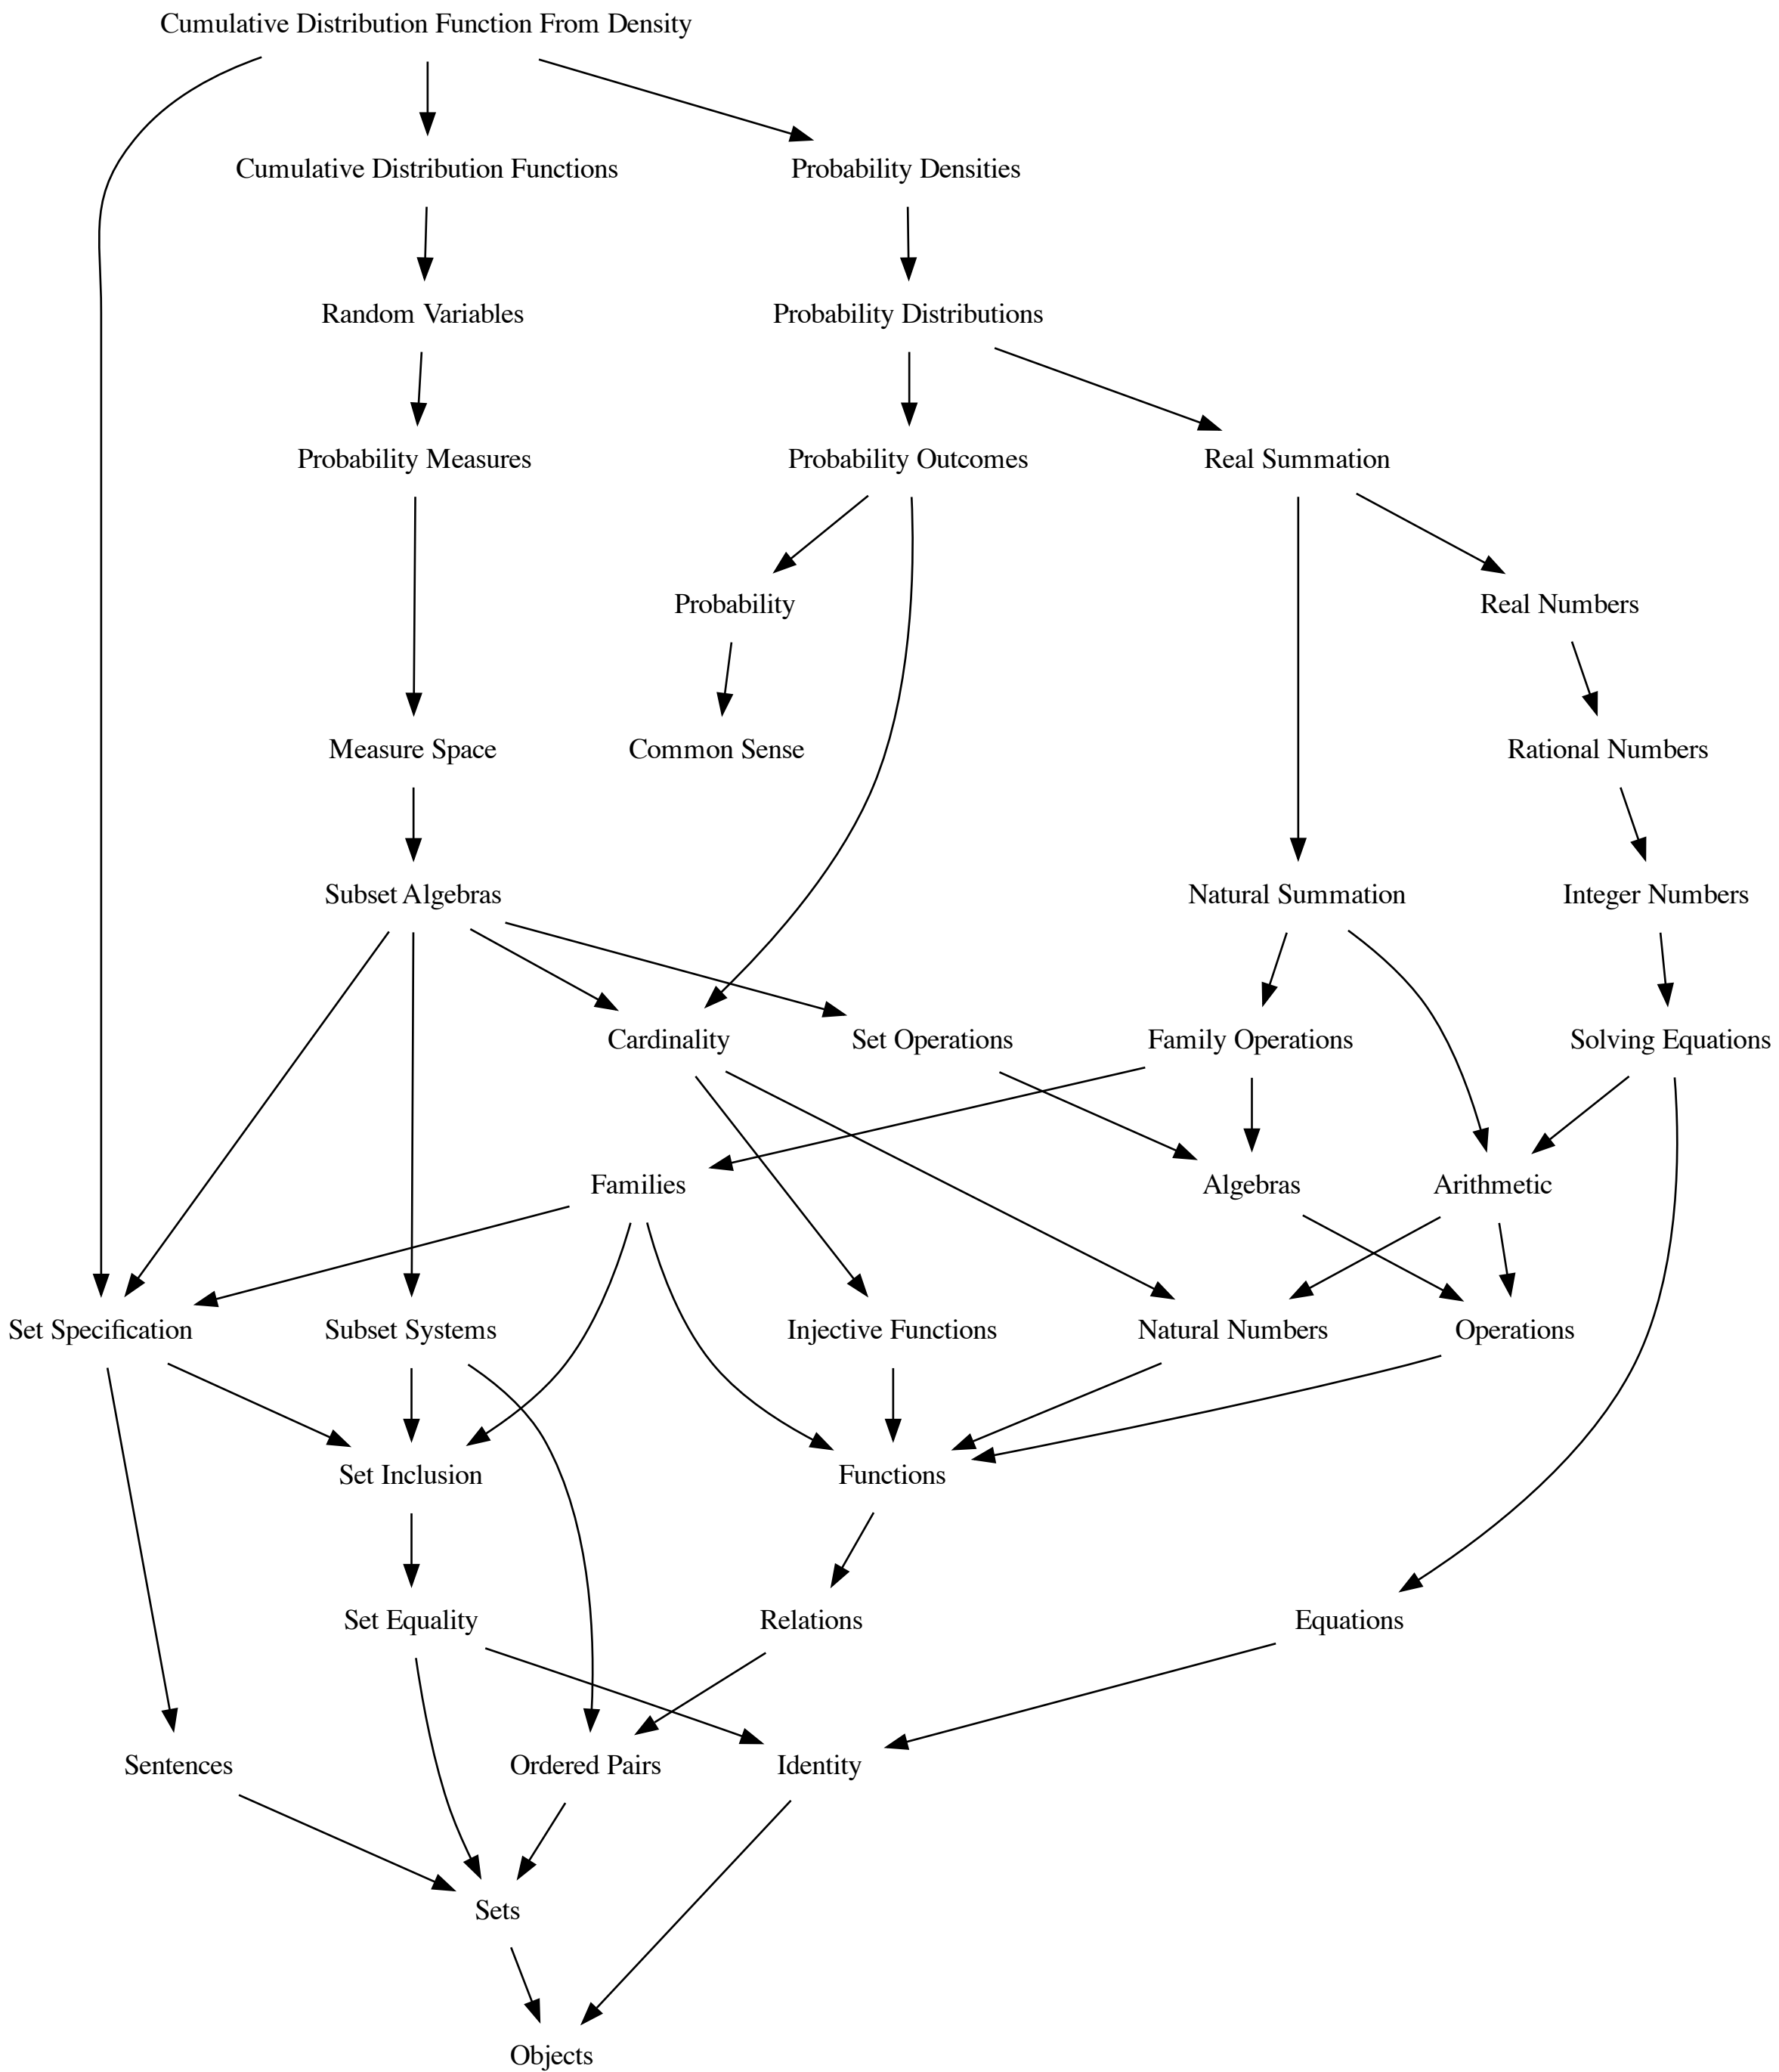 Cumulative Distribution Function From Density
Cumulative Distribution Functions
Probability Densities
Random Variables
Probability Distributions
Probability Measures
Probability Outcomes
Real Summation
Probability
Real Numbers
Measure Space
Common Sense
Rational Numbers
Subset Algebras
Natural Summation
Integer Numbers
Cardinality
Set Operations
Family Operations
Solving Equations
Families
Algebras
Arithmetic
Set Specification
Subset Systems
Injective Functions
Natural Numbers
Operations
Set Inclusion
Functions
Set Equality
Relations
Equations
Sentences
Ordered Pairs
Identity
Sets
Objects